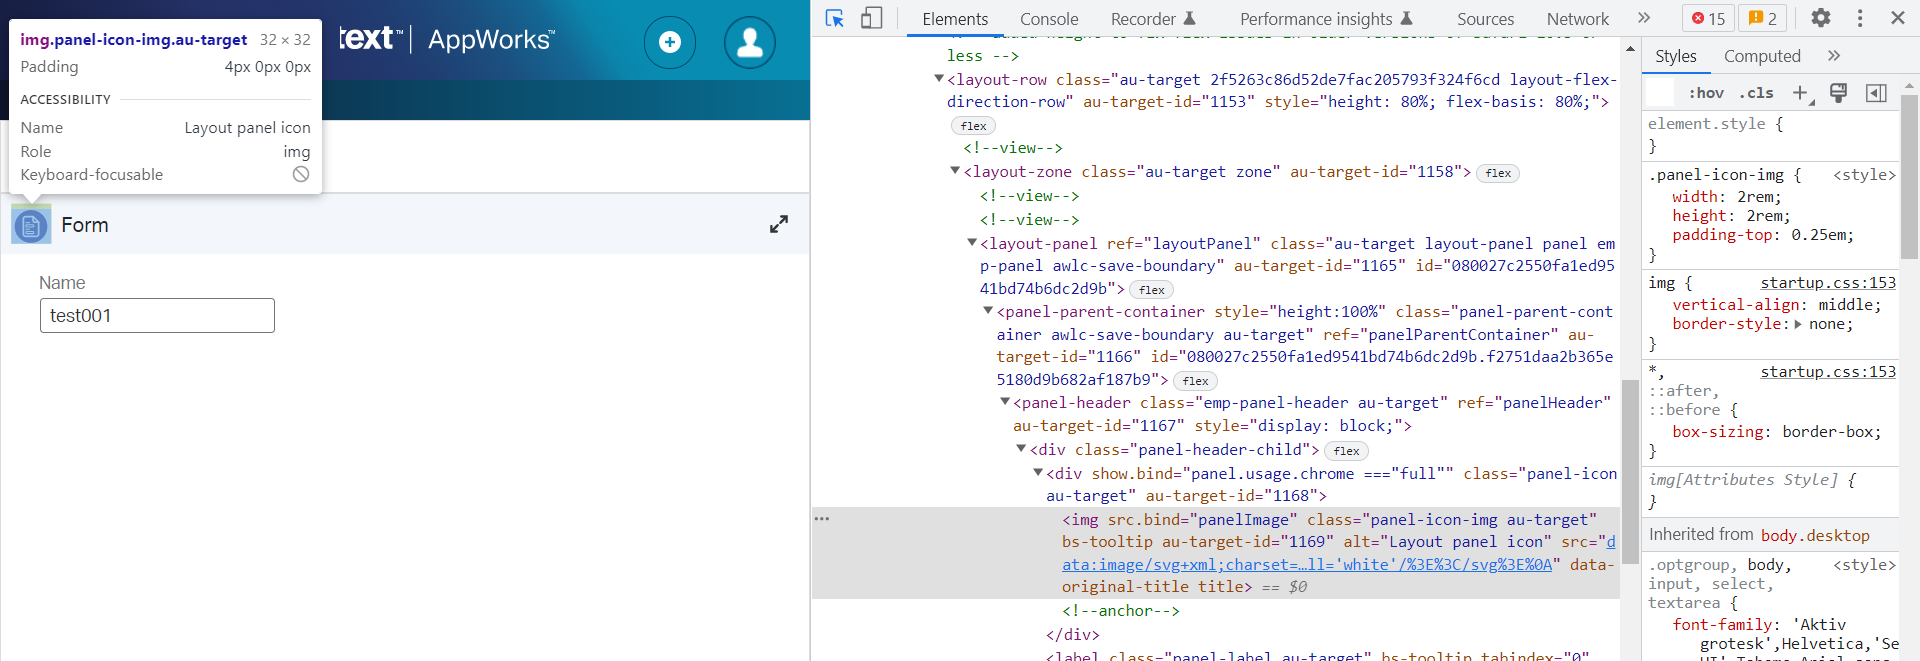 img.panel-icon-img.au-target 32 × 32
Padding 4px 0px 0px
ACCESSIBILITY
Name Layout panel icon
Role img
Keyboard-focusable
text™ | AppWorks™
Form
Name
test001
Elements Console Recorder Performance insights Sources Network » 15 2
less -->
<layout-row class="au-target 2f5263c86d52de7fac205793f324f6cd layout-flex-
direction-row" au-target-id="1153" style="height: 80%; flex-basis: 80%;">
flex
<!--view-->
<layout-zone class="au-target zone" au-target-id="1158"> flex
<!--view-->
<!--view-->
<layout-panel ref="layoutPanel" class="au-target layout-panel panel em
p-panel awlc-save-boundary" au-target-id="1165" id="080027c2550fa1ed95
41bd74b6dc2d9b"> flex
<panel-parent-container style="height:100%" class="panel-parent-cont
ainer awlc-save-boundary au-target" ref="panelParentContainer" au-
target-id="1166" id="080027c2550fa1ed9541bd74b6dc2d9b.f2751daa2b365e
5180d9b682af187b9"> flex
<panel-header class="emp-panel-header au-target" ref="panelHeader"
au-target-id="1167" style="display: block;">
<div class="panel-header-child"> flex
<div show.bind="panel.usage.chrome ==="full"" class="panel-icon
au-target" au-target-id="1168">
… <img src.bind="panelImage" class="panel-icon-img au-target"
bs-tooltip au-target-id="1169" alt="Layout panel icon" src="d
ata:image/svg+xml;charset=…ll='white'/%3E%3C/svg%3E%0A" data-
original-title title> == $0
<!--anchor-->
</div>
<label class="panel-label au-target" bs-tooltip tabindex="0"
Styles Computed »
:hov .cls +
element.style {
}
.panel-icon-img { <style>
width: 2rem;
height: 2rem;
padding-top: 0.25em;
}
img { startup.css:153
vertical-align: middle;
border-style: none;
}
*, startup.css:153
::after,
::before {
box-sizing: border-box;
}
img[Attributes Style] {
}
Inherited from body.desktop
.optgroup, body, <style>
input, select,
textarea {
font-family: 'Aktiv
grotesk',Helvetica,'Se